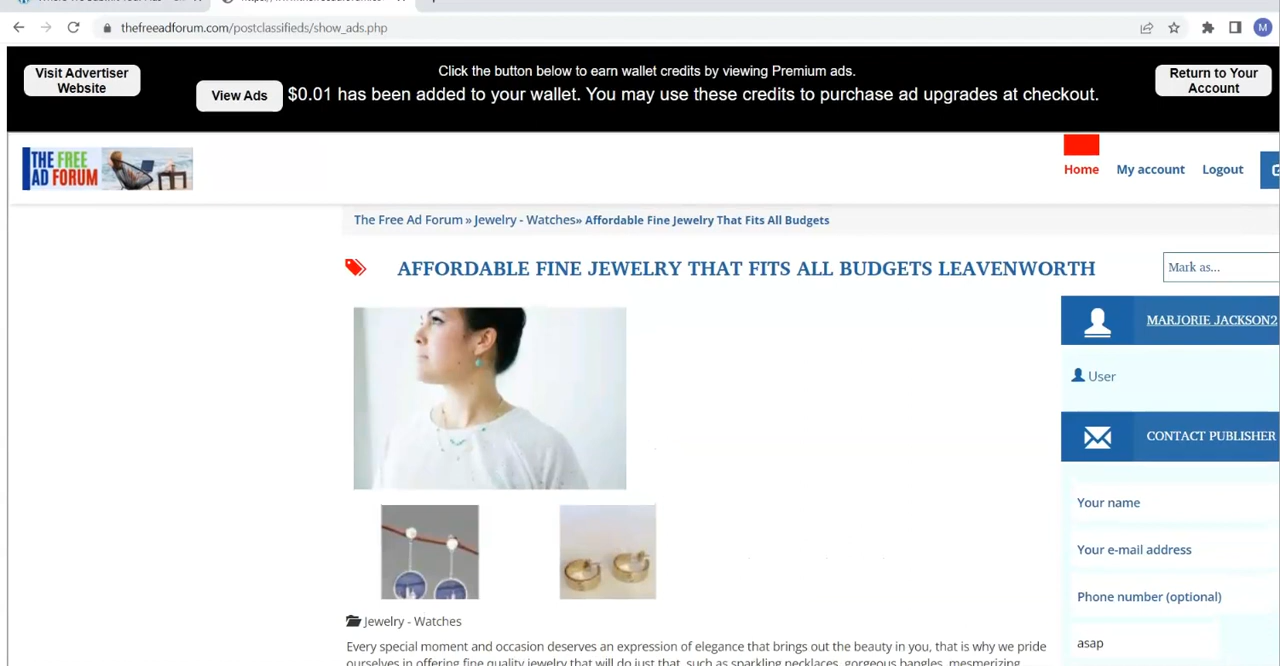 thefreeadforum.com/postclassifieds/show_ads.php
M
Visit Advertiser
Website
View Ads
Click the button below to earn wallet credits by viewing Premium ads.
$0.01 has been added to your wallet. You may use these credits to purchase ad upgrades at checkout.
Return to Your
Account
THE FREE
AD FORUM
Home
My account
Logout
The Free Ad Forum » Jewelry - Watches» Affordable Fine Jewelry That Fits All Budgets
AFFORDABLE FINE JEWELRY THAT FITS ALL BUDGETS LEAVENWORTH
Mark as...
MARJORIE JACKSON2
User
CONTACT PUBLISHER
Your name
Your e-mail address
Phone number (optional)
asap
Jewelry - Watches
Every special moment and occasion deserves an expression of elegance that brings out the beauty in you, that is why we pride
ourselves in offering fine quality jewelry that will do just that, such as sparkling necklaces, gorgeous bangles, mesmerizing